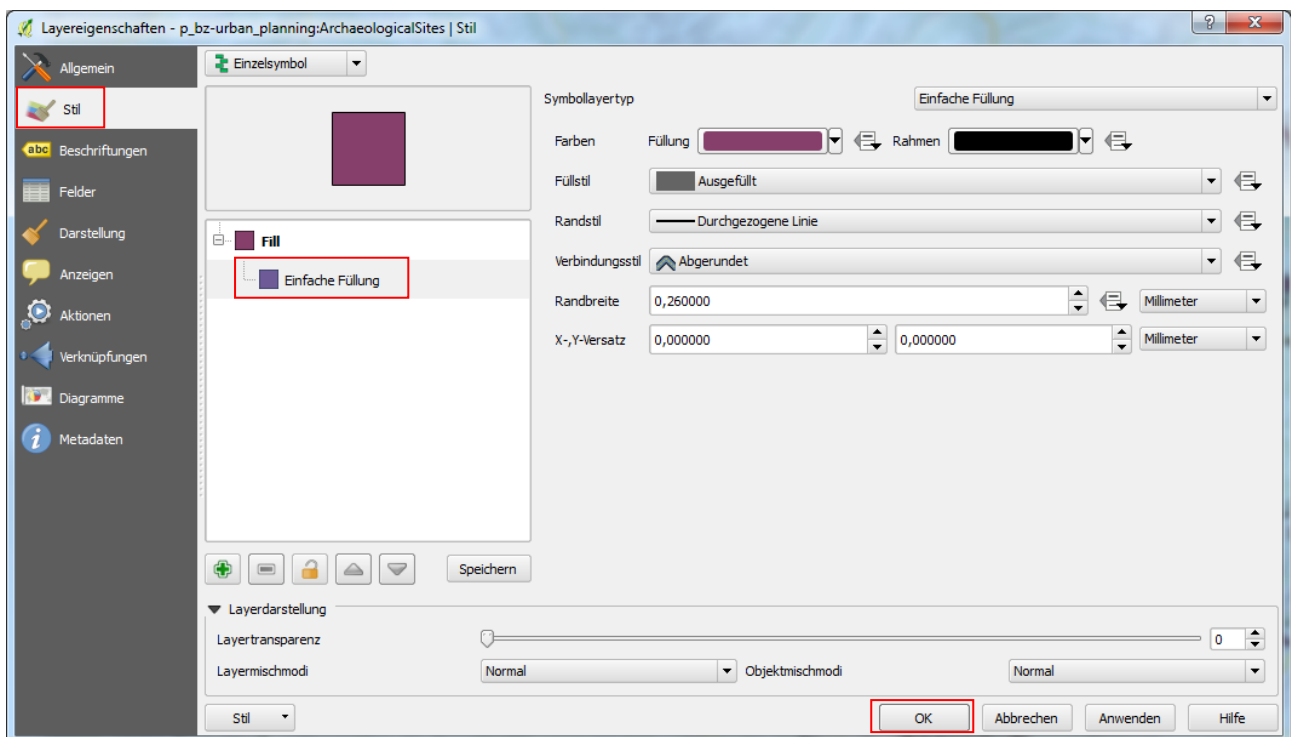 Layereigenschaften - p_bz-urban_planning:ArchaeologicalSites | Stil
Allgemein
Stil
abc Beschriftungen
Felder
Darstellung
Anzeigen
Aktionen
Verknüpfungen
Diagramme
Metadaten
Einzelsymbol
Fill
Einfache Füllung
Speichern
Symbollayertyp Einfache Füllung
Farben Füllung Rahmen
Füllstil Ausgefüllt
Randstil Durchgezogene Linie
Verbindungsstil Abgerundet
Randbreite 0,260000 Millimeter
X-,Y-Versatz 0,000000 0,000000 Millimeter
Layerdarstellung
Layertransparenz 0
Layermischmodi Normal Objektmischmodi Normal
Stil OK Abbrechen Anwenden Hilfe